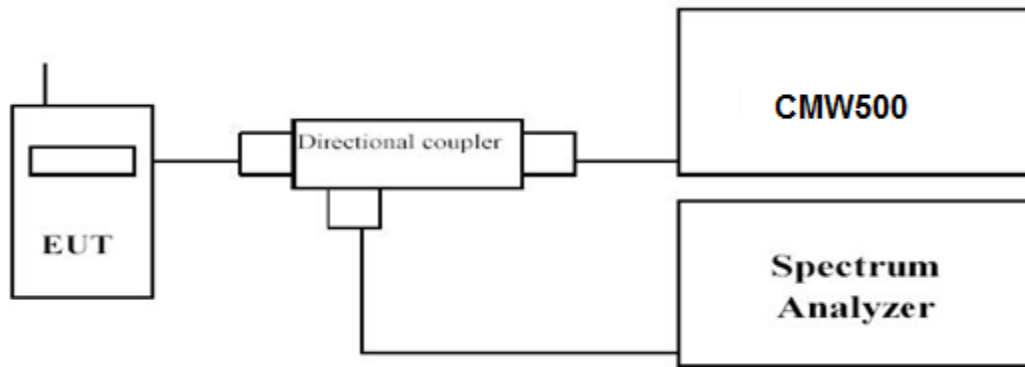 EUT
Directional coupler
CMW500
Spectrum
Analyzer